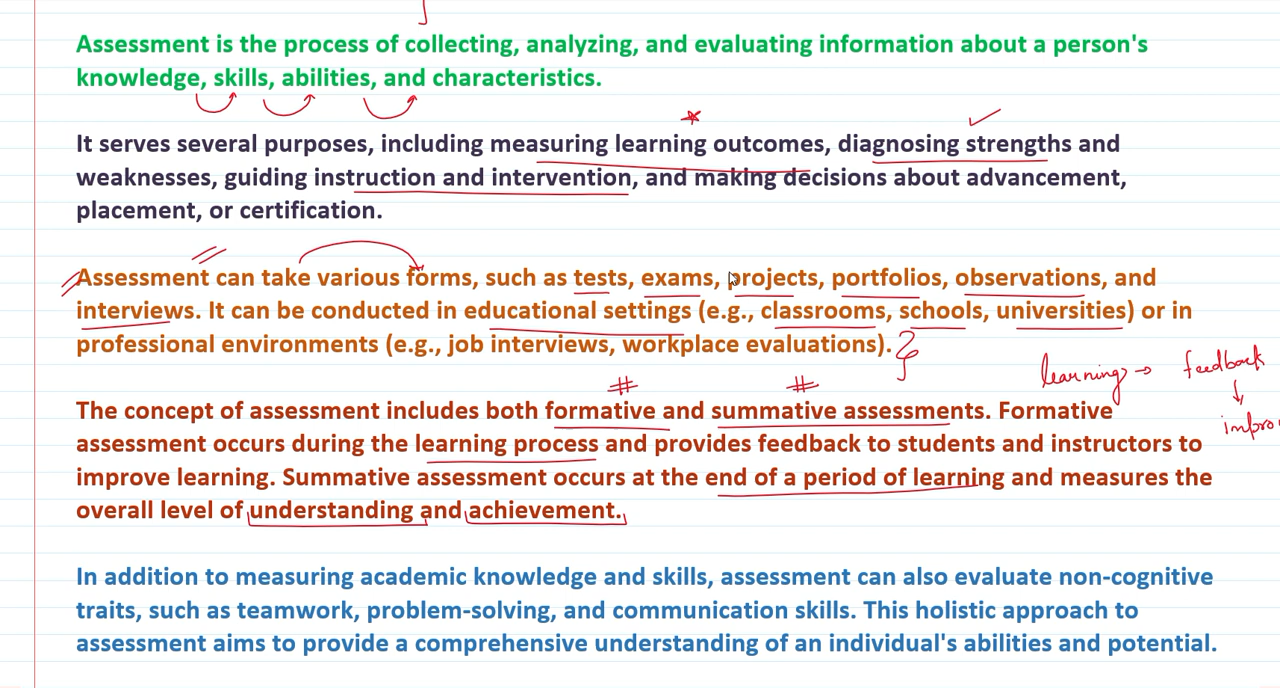 Assessment is the process of collecting, analyzing, and evaluating information about a person's
knowledge, skills, abilities, and characteristics.
It serves several purposes, including measuring learning outcomes, diagnosing strengths and
weaknesses, guiding instruction and intervention, and making decisions about advancement,
placement, or certification.
Assessment can take various forms, such as tests, exams, projects, portfolios, observations, and
interviews. It can be conducted in educational settings (e.g., classrooms, schools, universities) or in
professional environments (e.g., job interviews, workplace evaluations).
learning → feedback
↓
The concept of assessment includes both formative and summative assessments. Formative
assessment occurs during the learning process and provides feedback to students and instructors to
improve learning. Summative assessment occurs at the end of a period of learning and measures the
overall level of understanding and achievement.
In addition to measuring academic knowledge and skills, assessment can also evaluate non-cognitive
traits, such as teamwork, problem-solving, and communication skills. This holistic approach to
assessment aims to provide a comprehensive understanding of an individual's abilities and potential.